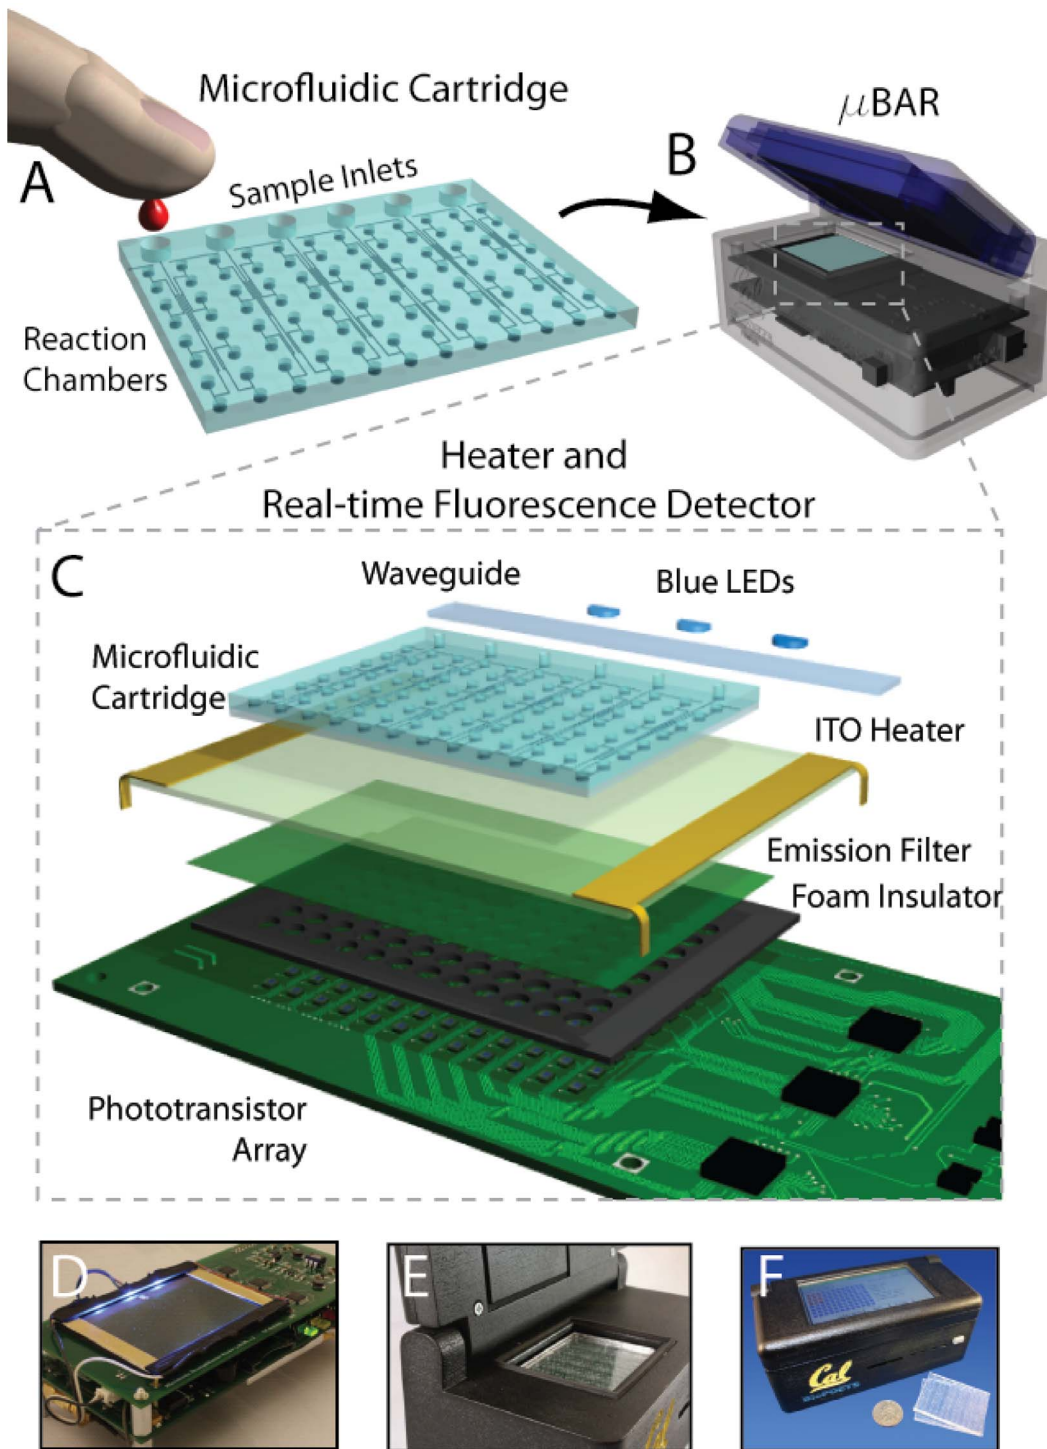 Microfluidic Cartridge
μBAR
A
B
Sample Inlets
Reaction
Chambers
Heater and
Real-time Fluorescence Detector
C
Waveguide
Blue LEDs
Microfluidic
Cartridge
ITO Heater
Emission Filter
Foam Insulator
Phototransistor
Array
D
E
F
Cal